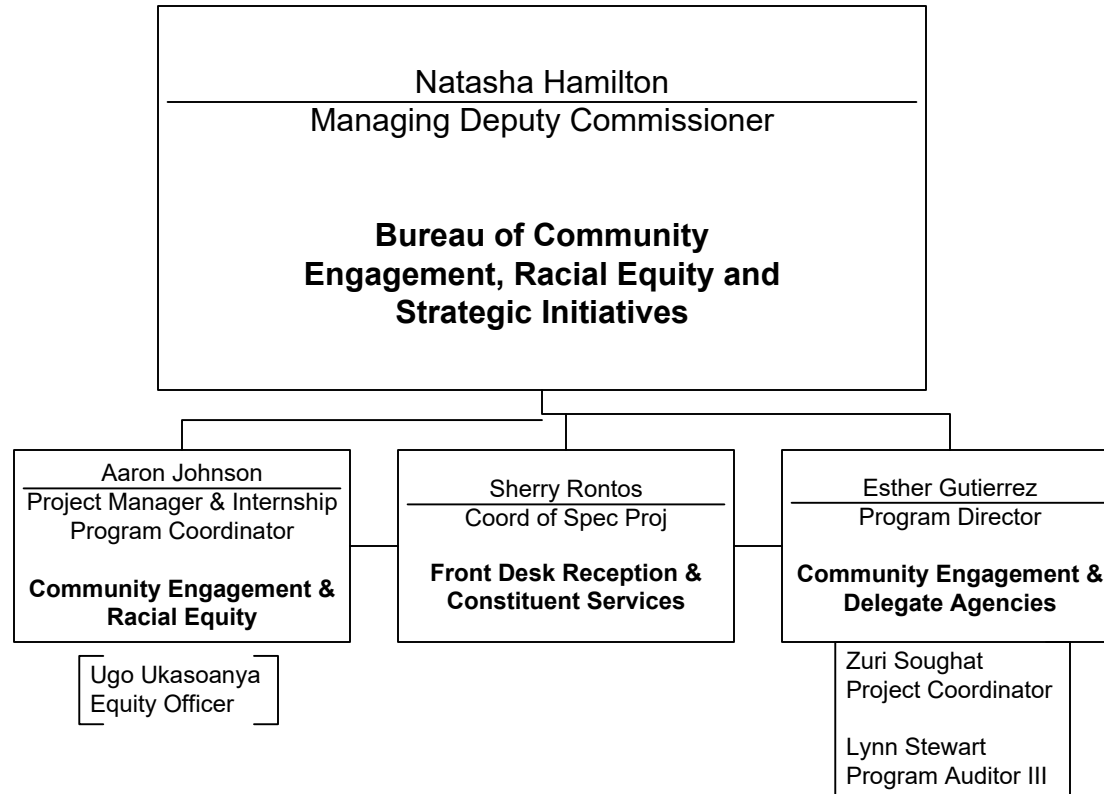 Natasha Hamilton
Managing Deputy Commissioner
Bureau of Community
Engagement, Racial Equity and
Strategic Initiatives
Aaron Johnson
Project Manager & Internship
Program Coordinator
Community Engagement &
Racial Equity
Ugo Ukasoanya
Equity Officer
Sherry Rontos
Coord of Spec Proj
Front Desk Reception &
Constituent Services
Esther Gutierrez
Program Director
Community Engagement &
Delegate Agencies
Zuri Soughat
Project Coordinator
Lynn Stewart
Program Auditor III